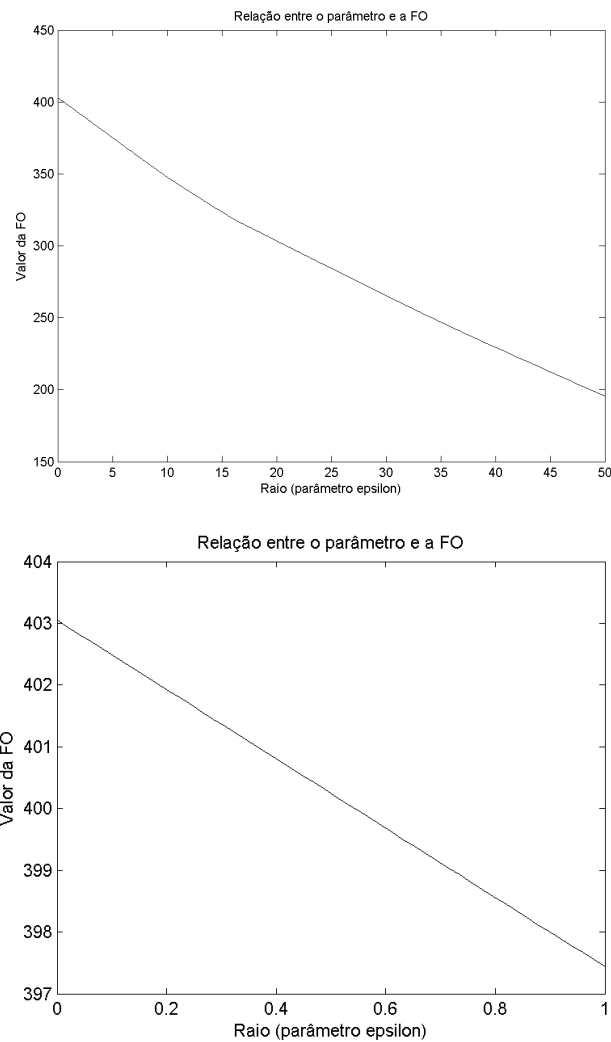 Relação entre o parâmetro e a FO
450
400
350
300
250
200
150
Valor da FO
0 5 10 15 20 25 30 35 40 45 50
Raio (parâmetro epsilon)
Relação entre o parâmetro e a FO
404
403
402
401
400
399
398
397
Valor da FO
0 0.2 0.4 0.6 0.8 1
Raio (parâmetro epsilon)